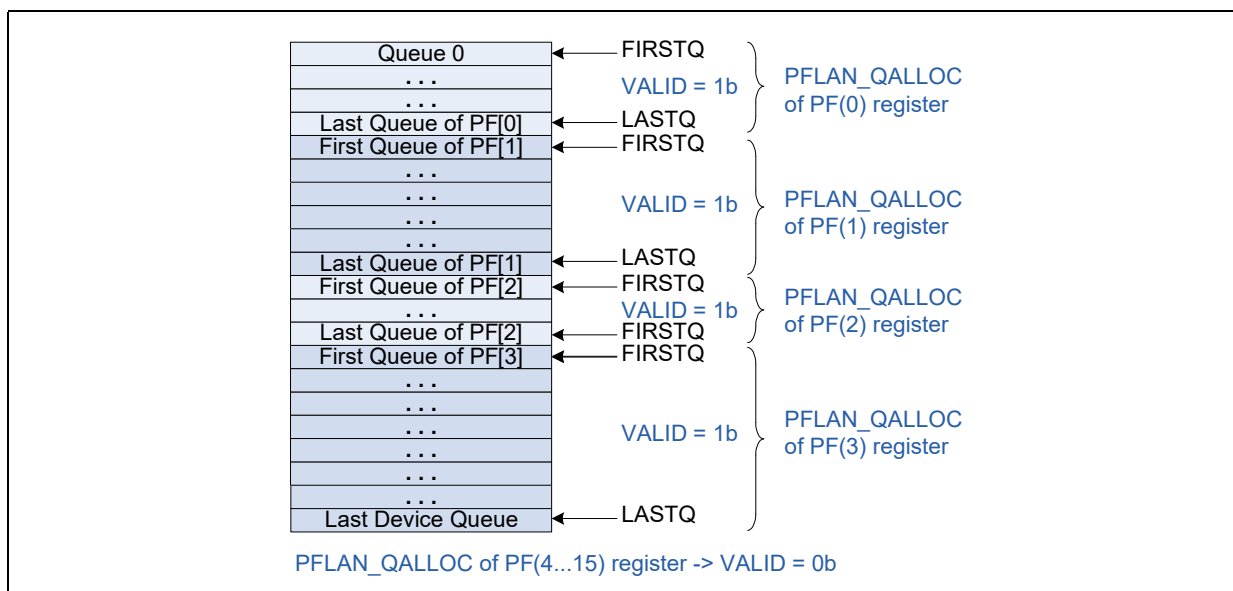 Queue 0
FIRSTQ
. . .
VALID = 1b
PFLAN_QALLOC
of PF(0) register
. . .
Last Queue of PF[0]
LASTQ
First Queue of PF[1]
FIRSTQ
. . .
. . .
VALID = 1b
PFLAN_QALLOC
of PF(1) register
. . .
. . .
Last Queue of PF[1]
LASTQ
First Queue of PF[2]
FIRSTQ
. . .
VALID = 1b
PFLAN_QALLOC
of PF(2) register
Last Queue of PF[2]
FIRSTQ
First Queue of PF[3]
FIRSTQ
. . .
. . .
. . .
VALID = 1b
PFLAN_QALLOC
of PF(3) register
. . .
. . .
. . .
Last Device Queue
LASTQ
PFLAN_QALLOC of PF(4...15) register -> VALID = 0b